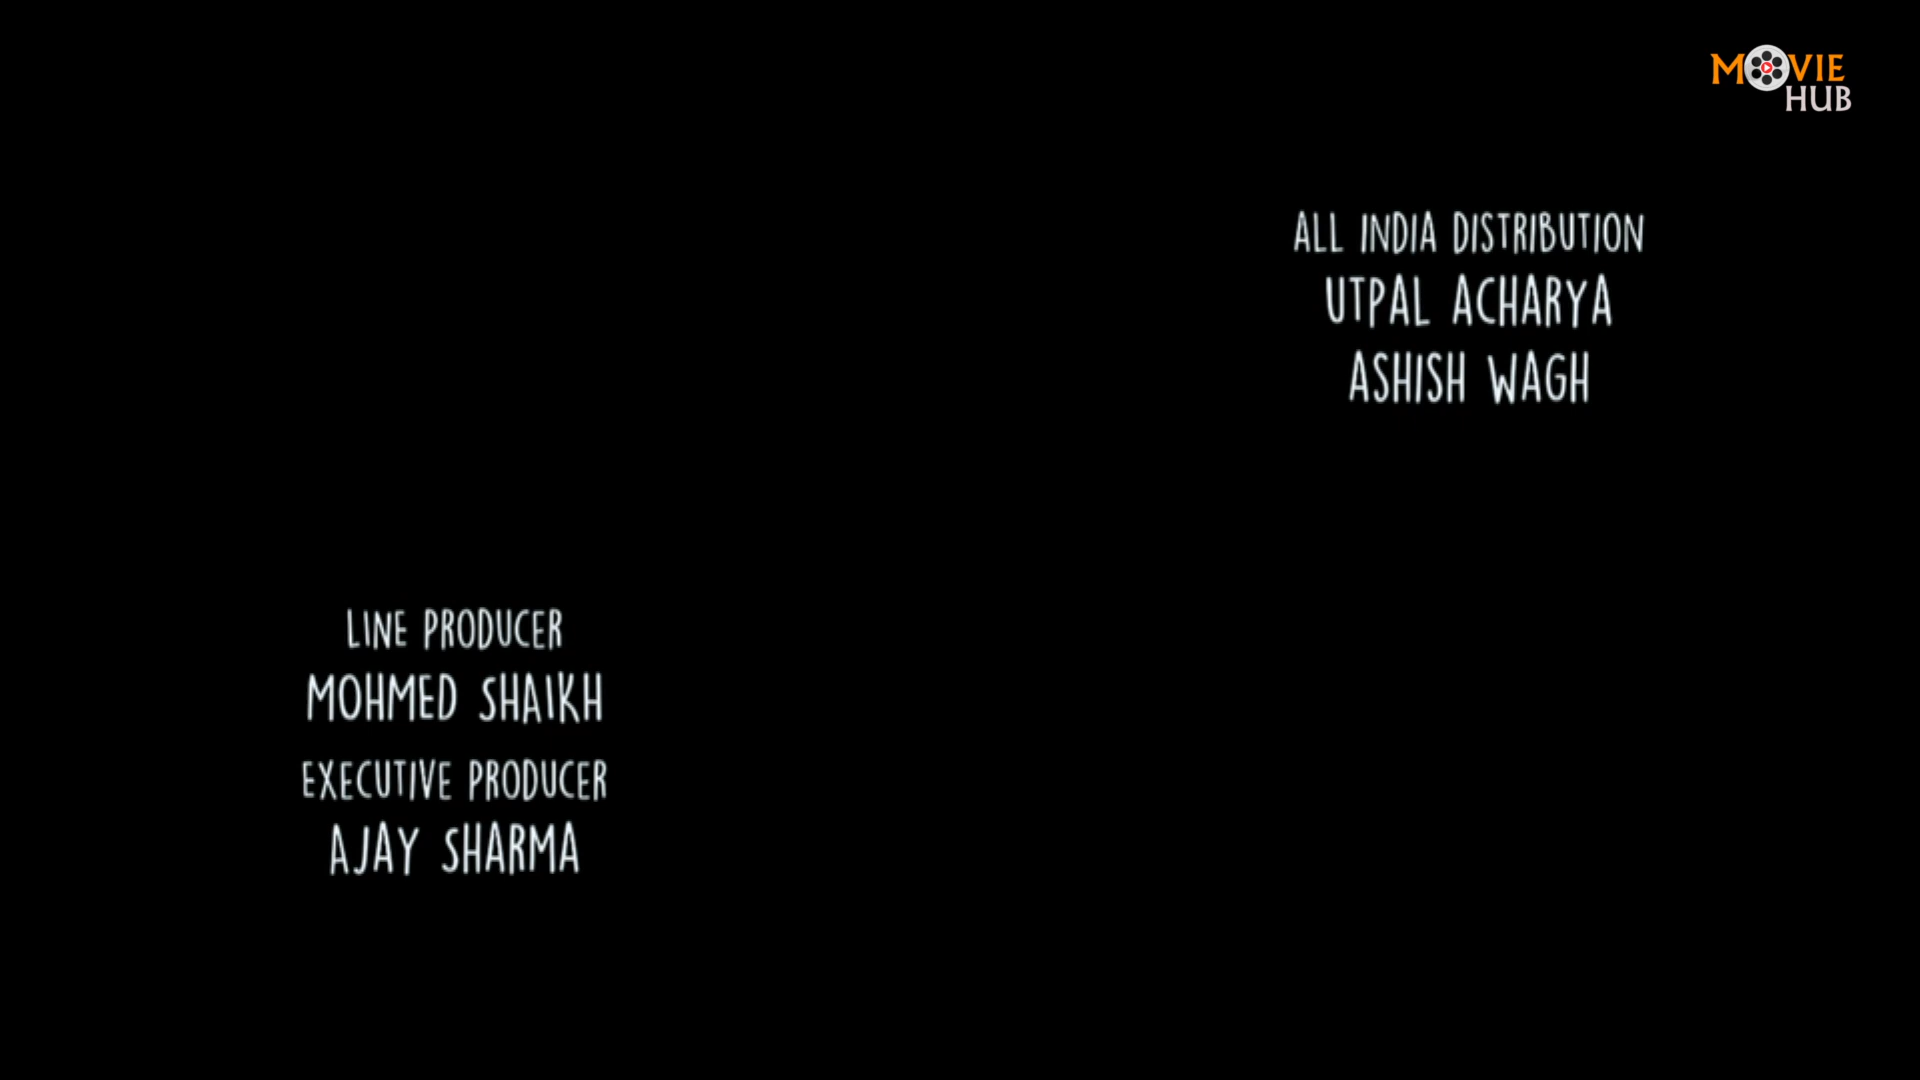 MOVIE
HUB
ALL INDIA DISTRIBUTION
UTPAL ACHARYA
ASHISH WAGH
LINE PRODUCER
MOHMED SHAIKH
EXECUTIVE PRODUCER
AJAY SHARMA